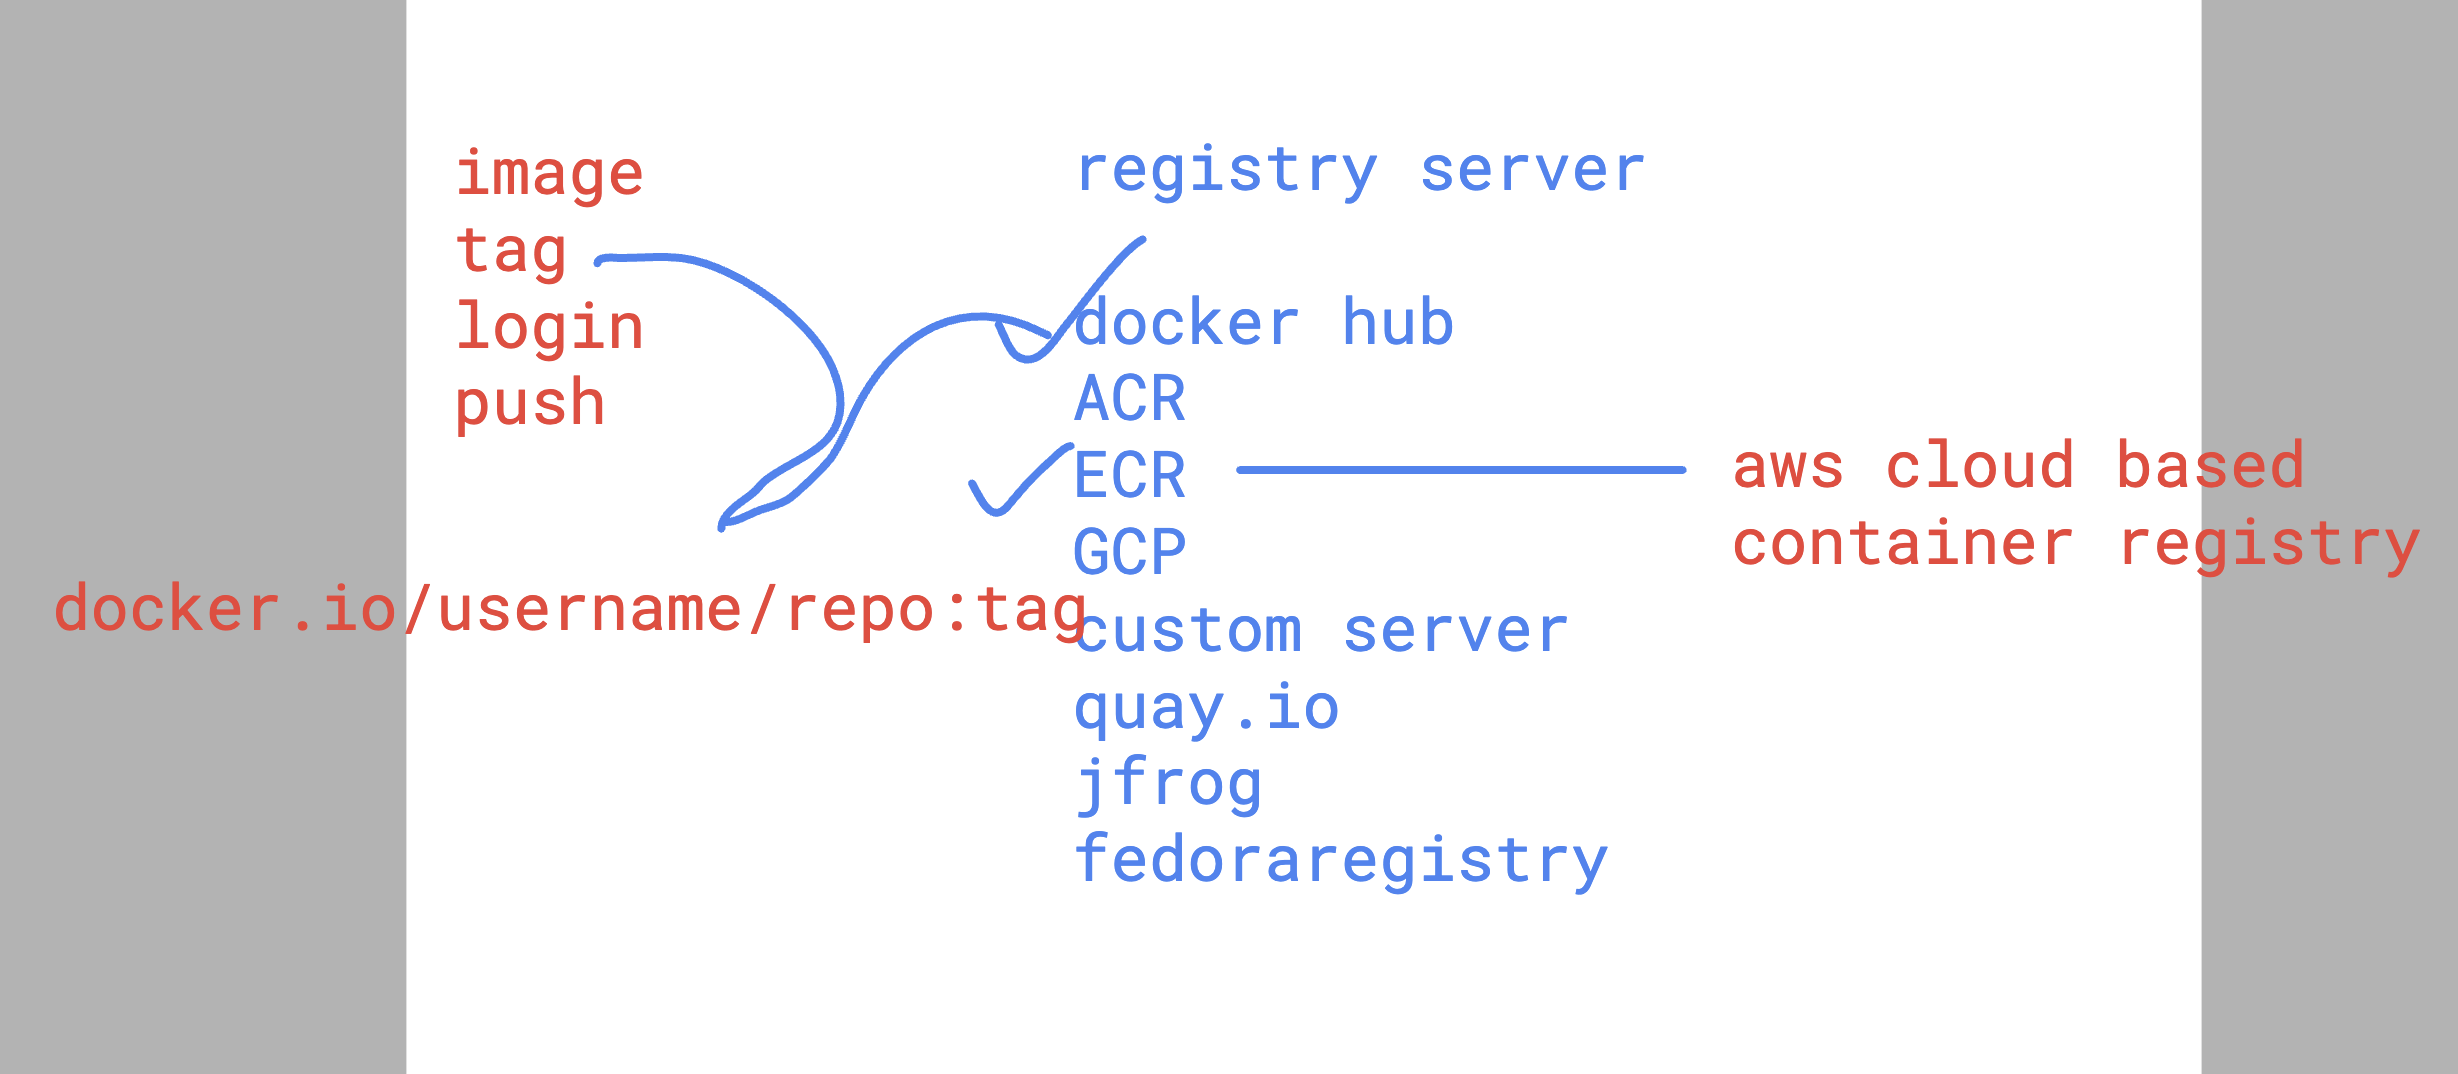 image
tag
login
push
docker.io/username/repo:tag
registry server
docker hub
ACR
ECR
GCP
custom server
quay.io
jfrog
fedoraregistry
aws cloud based
container registry